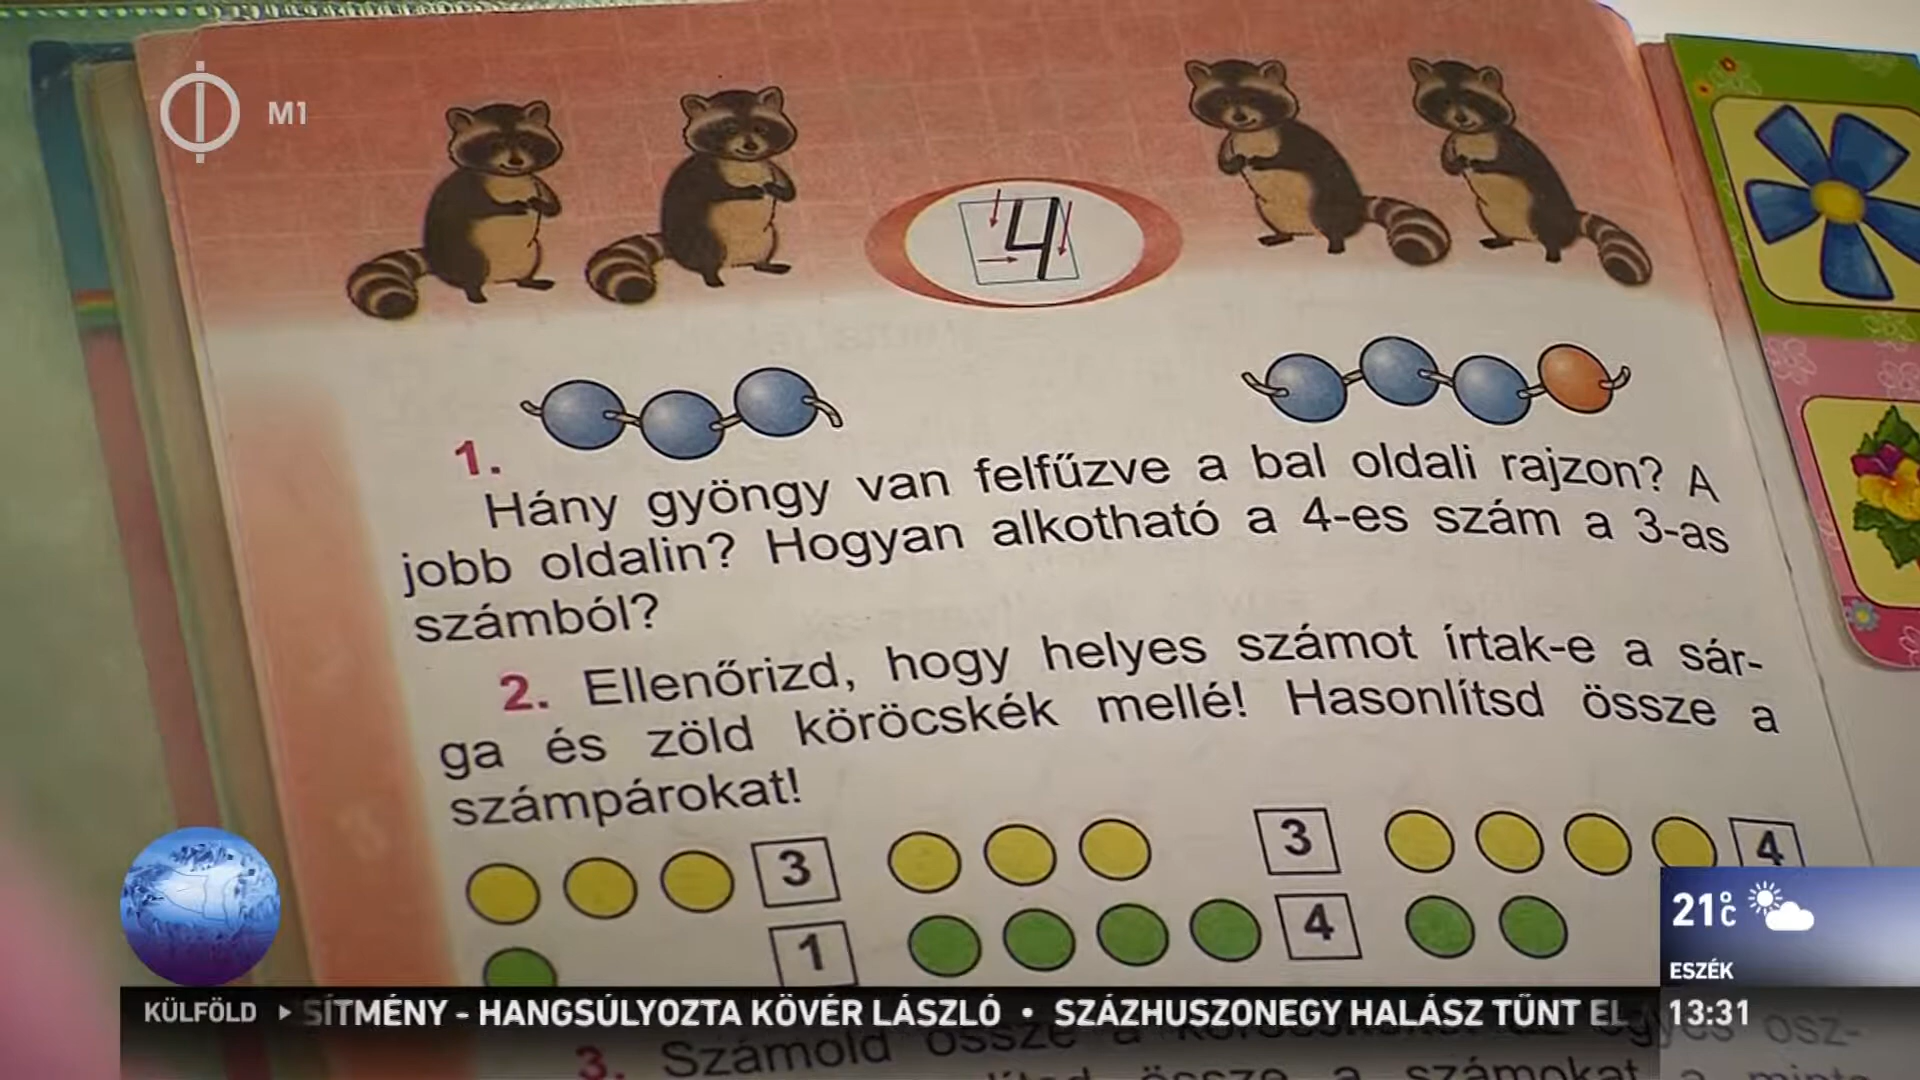 M1
4
1.
Hány gyöngy van felfűzve a bal oldali rajzon? A
jobb oldalin? Hogyan alkotható a 4-es szám a 3-as
számból?
2. Ellenőrizd, hogy helyes számot írtak-e a sár-
ga és zöld köröcskék mellé! Hasonlítsd össze a
számpárokat!
3 3 4
1 4
21°C
ESZÉK
KÜLFÖLD SÍTMÉNY - HANGSÚLYOZTA KÖVÉR LÁSZLÓ • SZÁZHUSZONEGY HALÁSZ TŰNT EL 13:31
3. Számold össze a
össze a számokat